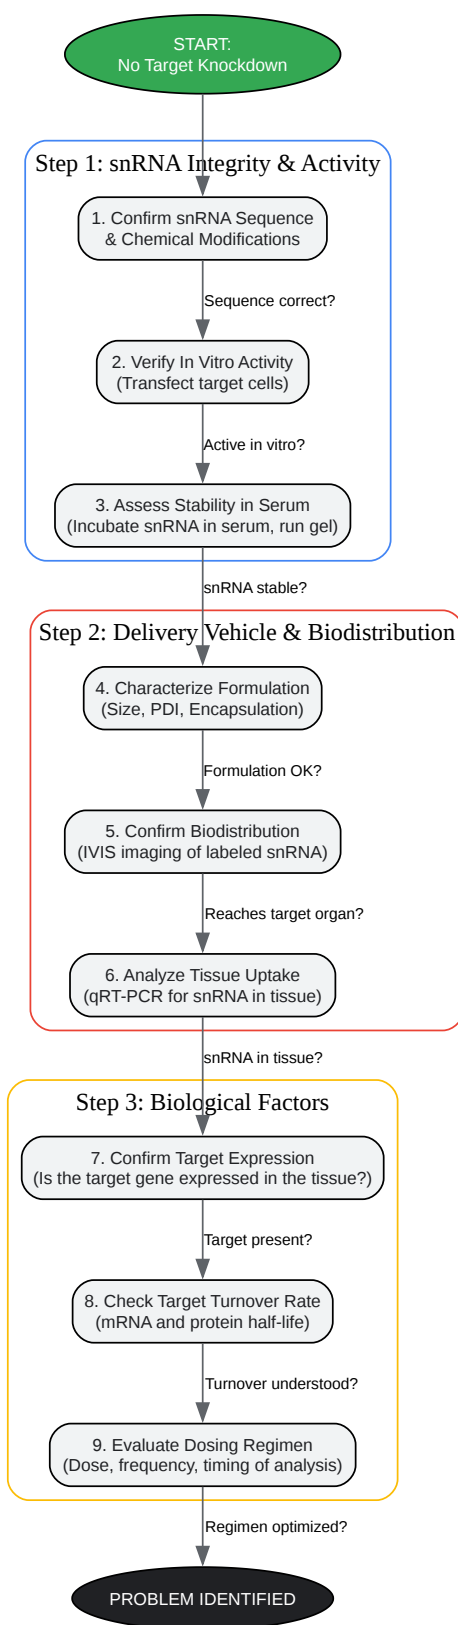 START:
No Target Knockdown
Step 1: snRNA Integrity & Activity
1. Confirm snRNA Sequence
& Chemical Modifications
Sequence correct?
2. Verify In Vitro Activity
(Transfect target cells)
Active in vitro?
3. Assess Stability in Serum
(Incubate snRNA in serum, run gel)
snRNA stable?
Step 2: Delivery Vehicle & Biodistribution
4. Characterize Formulation
(Size, PDI, Encapsulation)
Formulation OK?
5. Confirm Biodistribution
(IVIS imaging of labeled snRNA)
Reaches target organ?
6. Analyze Tissue Uptake
(qRT-PCR for snRNA in tissue)
snRNA in tissue?
Step 3: Biological Factors
7. Confirm Target Expression
(Is the target gene expressed in the tissue?)
Target present?
8. Check Target Turnover Rate
(mRNA and protein half-life)
Turnover understood?
9. Evaluate Dosing Regimen
(Dose, frequency, timing of analysis)
Regimen optimized?
PROBLEM IDENTIFIED